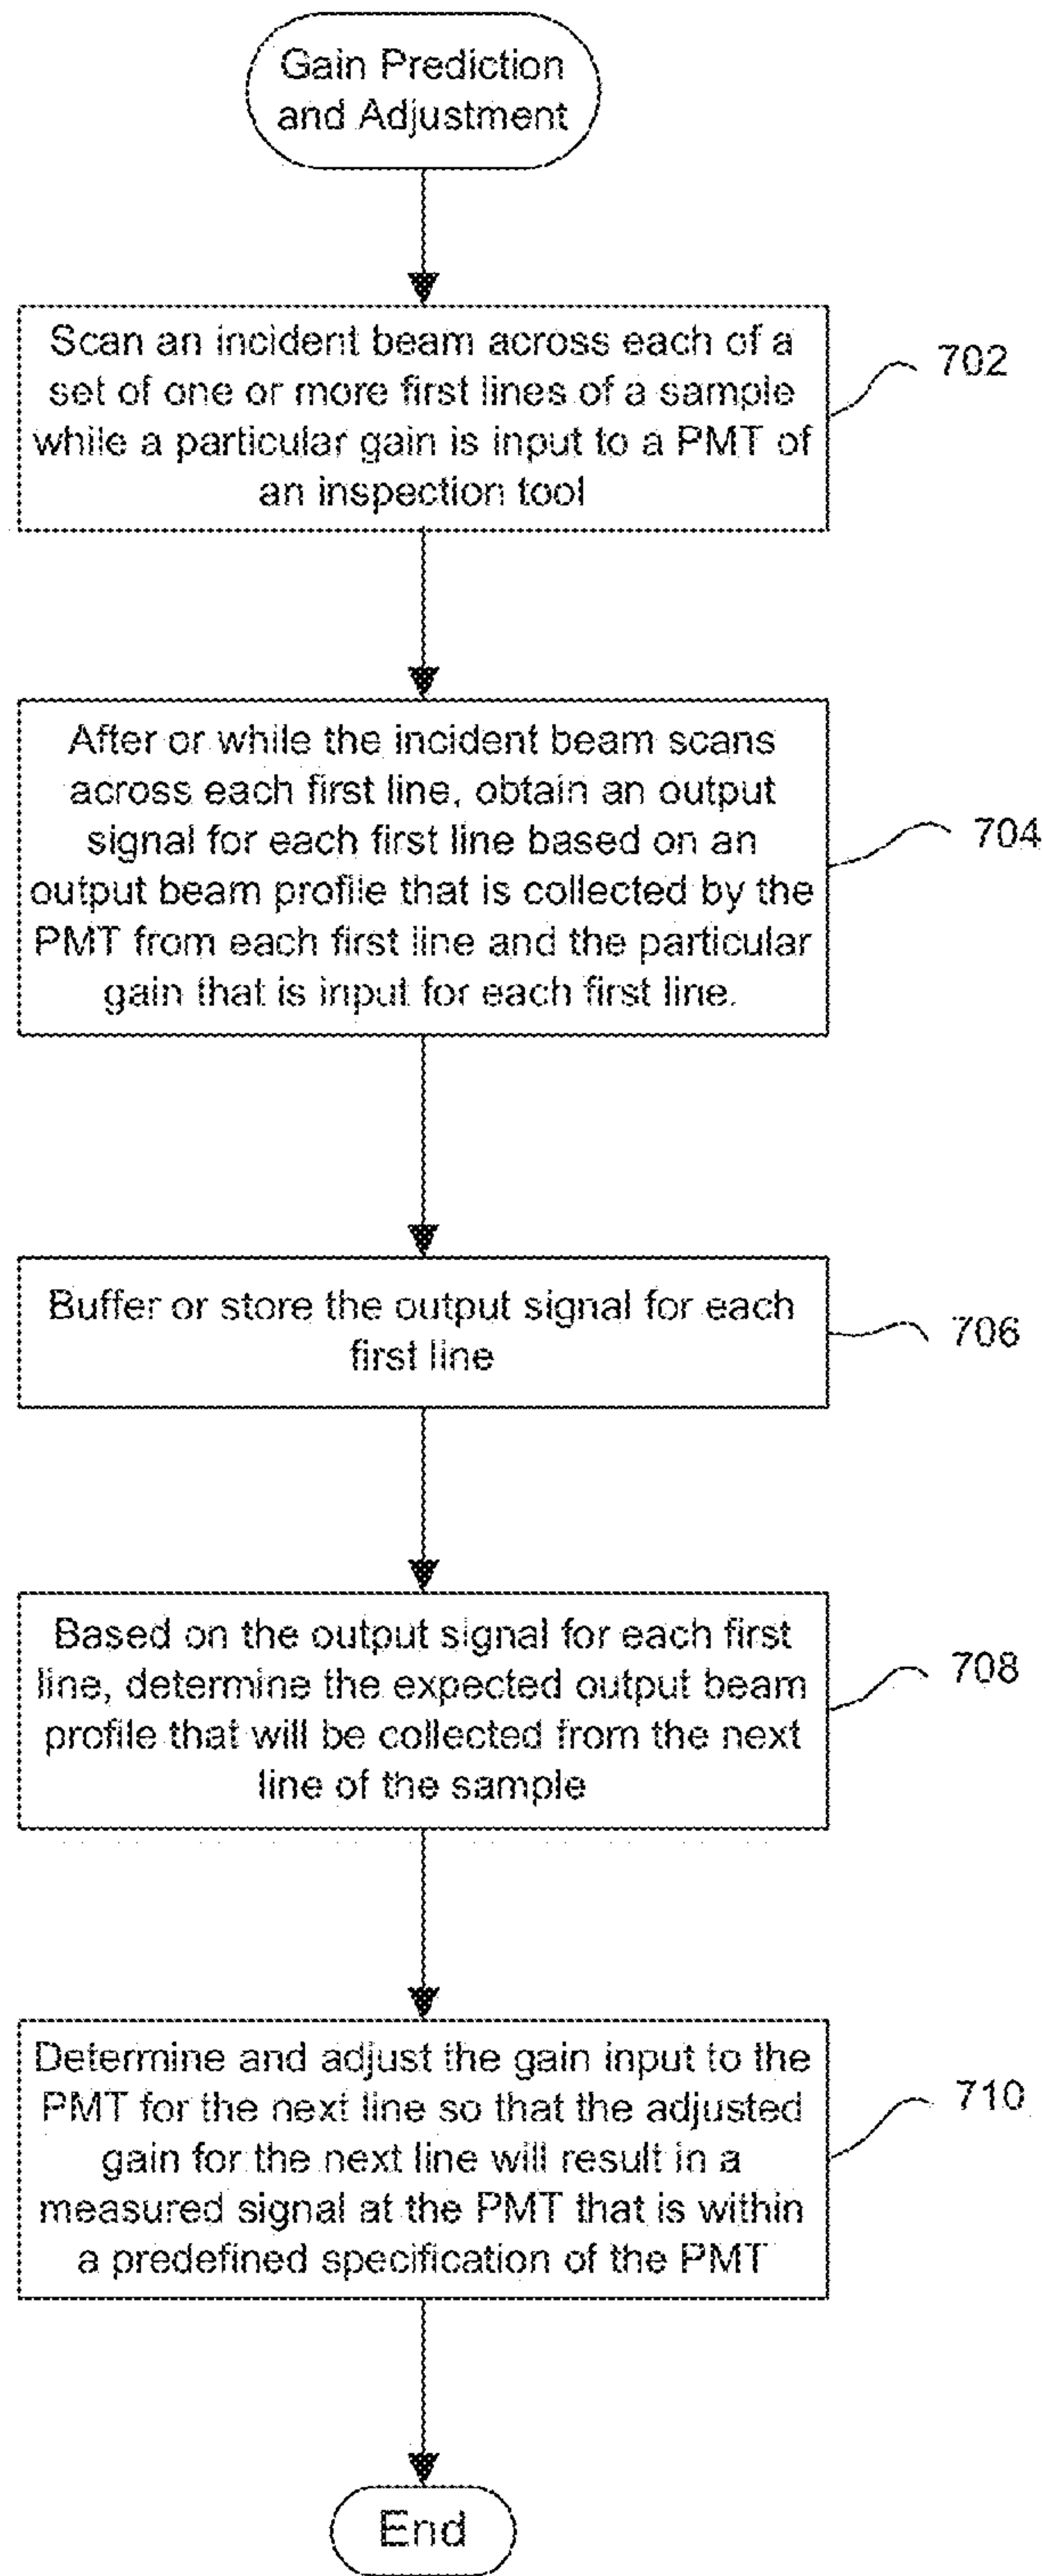 Gain Prediction
and Adjustment
Scan an incident beam across each of a
set of one or more first lines of a sample
while a particular gain is input to a PMT of
an inspection tool
702
After or while the incident beam scans
across each first line, obtain an output
signal for each first line based on an
output beam profile that is collected by the
PMT from each first line and the particular
gain that is input for each first line.
704
Buffer or store the output signal for each
first line
706
Based on the output signal for each first
line, determine the expected output beam
profile that will be collected from the next
line of the sample
708
Determine and adjust the gain input to the
PMT for the next line so that the adjusted
gain for the next line will result in a
measured signal at the PMT that is within
a predefined specification of the PMT
710
End